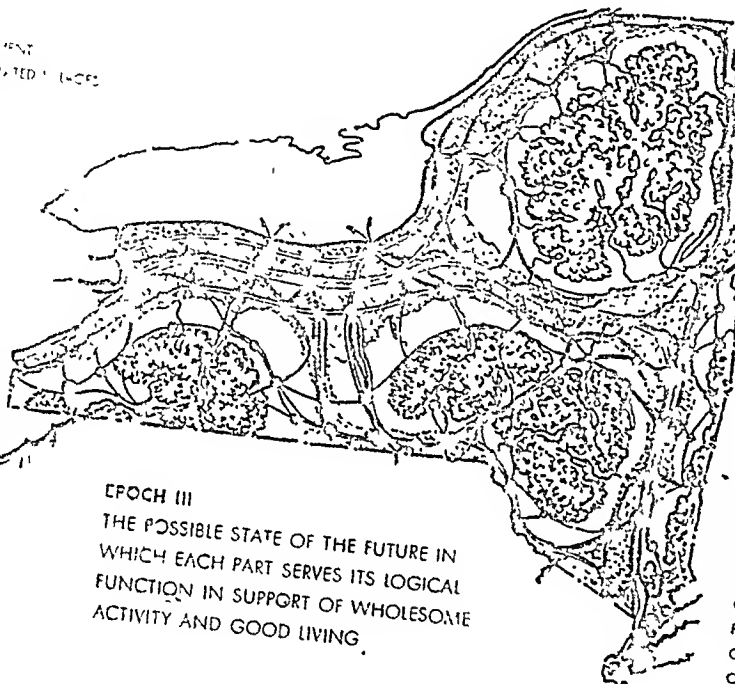 EPOCH III
THE POSSIBLE STATE OF THE FUTURE IN
WHICH EACH PART SERVES ITS LOGICAL
FUNCTION IN SUPPORT OF WHOLESOME
ACTIVITY AND GOOD LIVING